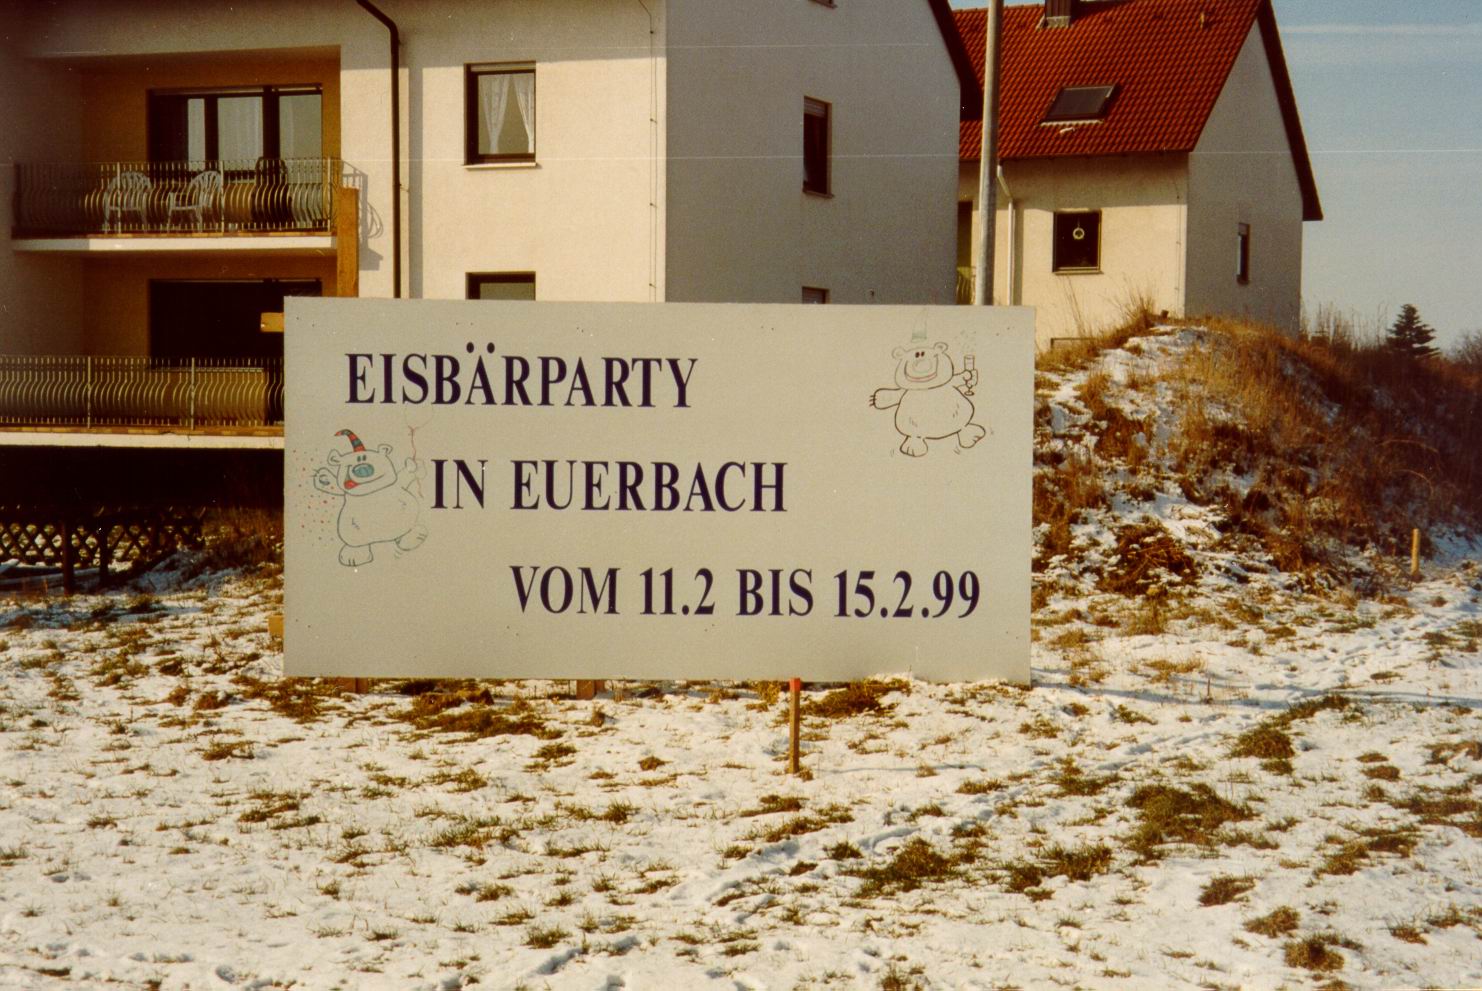 EISBÄRPARTY
IN EUERBACH
VOM 11.2 BIS 15.2.99